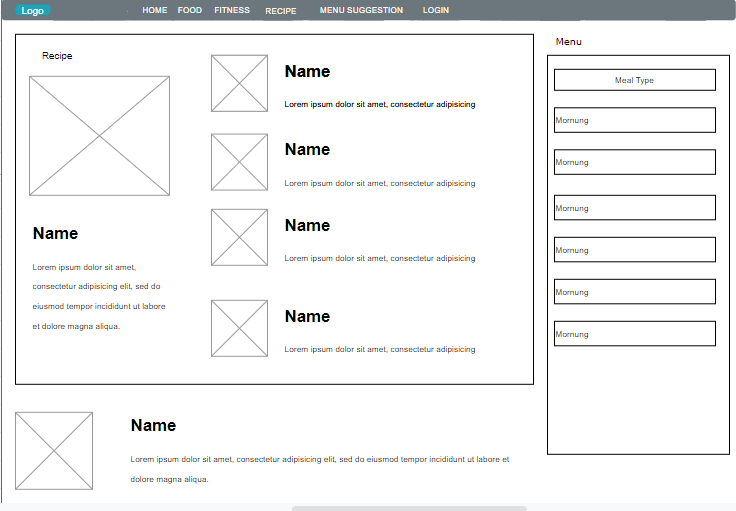 Logo
HOME FOOD FITNESS RECIPE MENU SUGGESTION LOGIN
Recipe
Name
Lorem ipsum dolor sit amet,
consectetur adipisicing elit, sed do
eiusmod tempor incididunt ut labore
et dolore magna aliqua.
Name
Lorem ipsum dolor sit amet, consectetur adipisicing
Name
Lorem ipsum dolor sit amet, consectetur adipisicing
Name
Lorem ipsum dolor sit amet, consectetur adipisicing
Name
Lorem ipsum dolor sit amet, consectetur adipisicing
Menu
Meal Type
Mornung
Mornung
Mornung
Mornung
Mornung
Mornung
Name
Lorem ipsum dolor sit amet, consectetur adipisicing elit, sed do eiusmod tempor incididunt ut labore et
dolore magna aliqua.